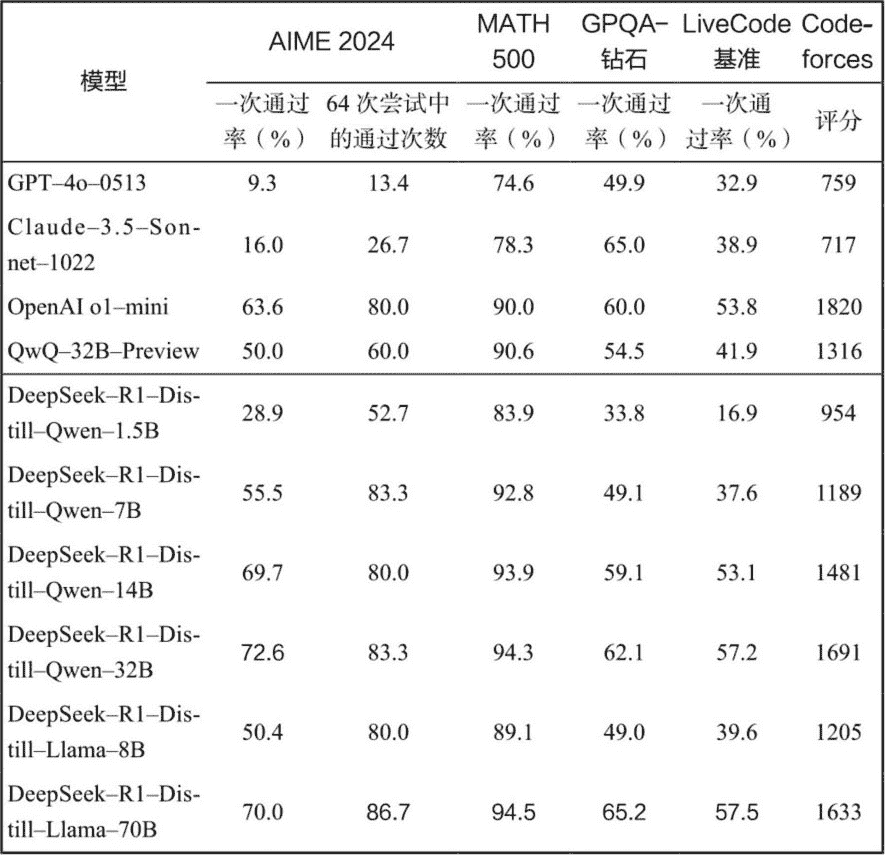 模型 AIME 2024 MATH 500 GPQA–钻石 LiveCode 基准 Code-forces
一次通过率（%） 64 次尝试中的通过次数 一次通过率（%） 一次通过率（%） 一次通过率（%） 评分
GPT–4o–0513 9.3 13.4 74.6 49.9 32.9 759
Claude–3.5–Son-
net–1022 16.0 26.7 78.3 65.0 38.9 717
OpenAI o1–mini 63.6 80.0 90.0 60.0 53.8 1820
QwQ–32B–Preview 50.0 60.0 90.6 54.5 41.9 1316
DeepSeek–R1–Dis-
till–Qwen–1.5B 28.9 52.7 83.9 33.8 16.9 954
DeepSeek–R1–Dis-
till–Qwen–7B 55.5 83.3 92.8 49.1 37.6 1189
DeepSeek–R1–Dis-
till–Qwen–14B 69.7 80.0 93.9 59.1 53.1 1481
DeepSeek–R1–Dis-
till–Qwen–32B 72.6 83.3 94.3 62.1 57.2 1691
DeepSeek–R1–Dis-
till–Llama–8B 50.4 80.0 89.1 49.0 39.6 1205
DeepSeek–R1–Dis-
till–Llama–70B 70.0 86.7 94.5 65.2 57.5 1633